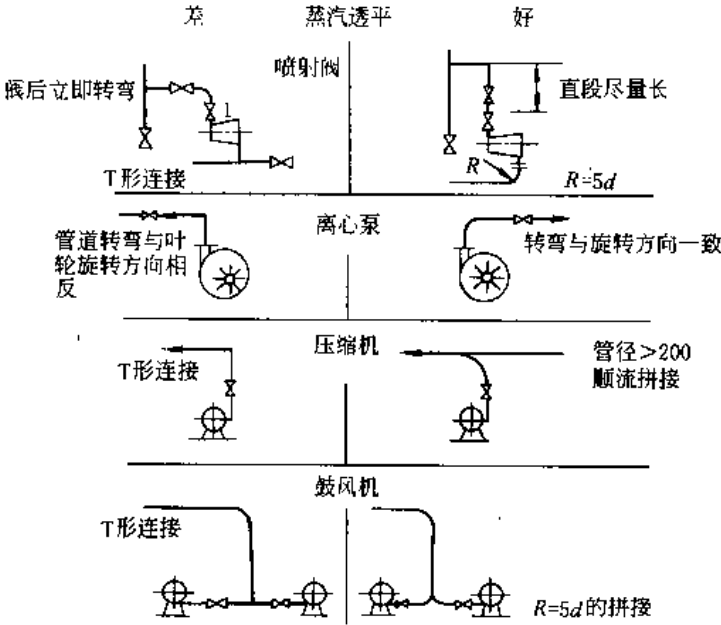 差 蒸汽透平 好
喷射阀
阀后立即转弯
1
直段尽量长
T形连接
R
R=5d
离心泵
管道转弯与叶
轮旋转方向相
反
转弯与旋转方向一致
压缩机
T形连接
管径>200
顺流拼接
鼓风机
T形连接
R=5d的拼接